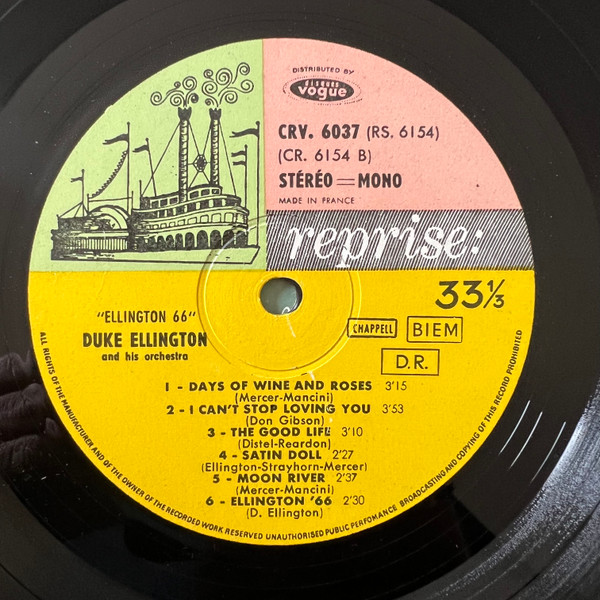 DISTRIBUTED BY
disques
vogue
CRV. 6037 (RS. 6154)
(CR. 6154 B)
STÉRÉO=MONO
MADE IN FRANCE
reprise:
33⅓
"ELLINGTON 66"
DUKE ELLINGTON
and his orchestra
CHAPPELL
BIEM
D.R.
1 - DAYS OF WINE AND ROSES 3'15
(Mercer-Mancini)
2 - I CAN'T STOP LOVING YOU 3'53
(Don Gibson)
3 - THE GOOD LIFE 3'10
(Distel-Reardon)
4 - SATIN DOLL 2'27
(Ellington-Strayhorn-Mercer)
5 - MOON RIVER 2'37
(Mercer-Mancini)
6 - ELLINGTON '66 2'30
(D. Ellington)
ALL RIGHTS OF THE MANUFACTURER AND OF THE OWNER OF THE RECORDED WORK RESERVED UNAUTHORISED PUBLIC PERFOMANCE BROADCASTING AND COPYING OF THIS RECORD PROHIBITED